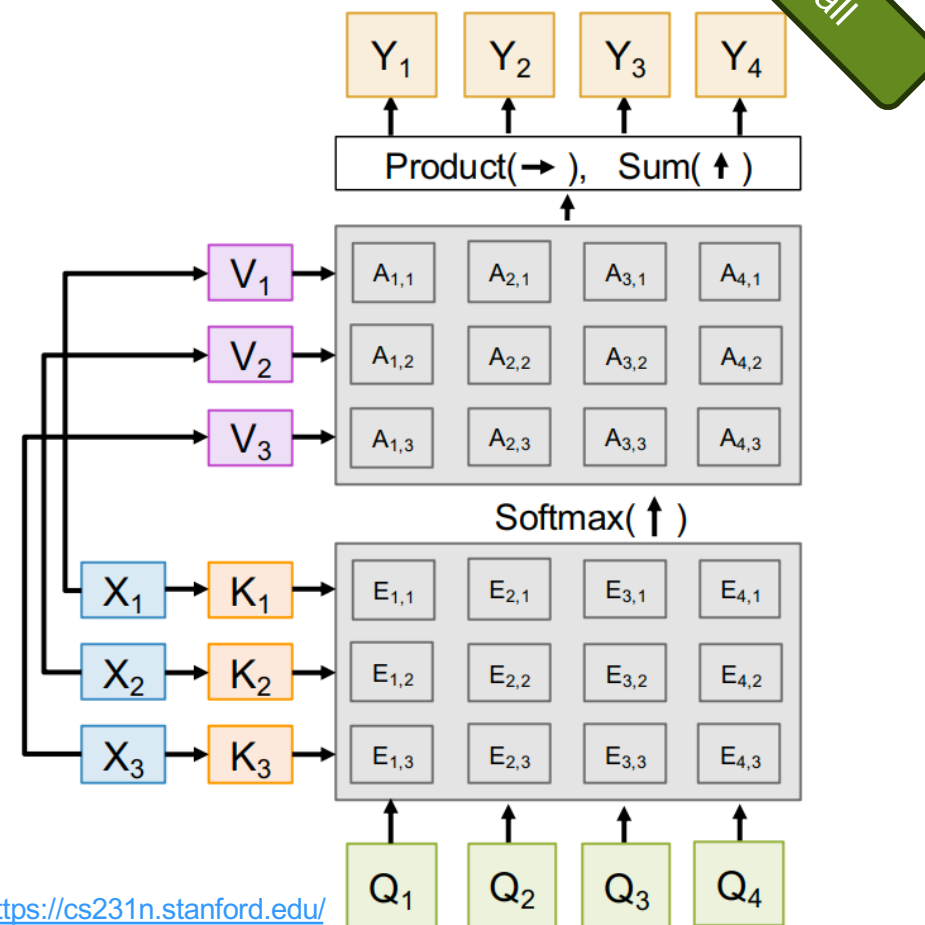 all
Y₁ Y₂ Y₃ Y₄
Product(→ ), Sum(↑ )
V₁ A₁,₁ A₂,₁ A₃,₁ A₄,₁
V₂ A₁,₂ A₂,₂ A₃,₂ A₄,₂
V₃ A₁,₃ A₂,₃ A₃,₃ A₄,₃
Softmax( ↑ )
X₁ K₁ E₁,₁ E₂,₁ E₃,₁ E₄,₁
X₂ K₂ E₁,₂ E₂,₂ E₃,₂ E₄,₂
X₃ K₃ E₁,₃ E₂,₃ E₃,₃ E₄,₃
Q₁ Q₂ Q₃ Q₄
ttps://cs231n.stanford.edu/